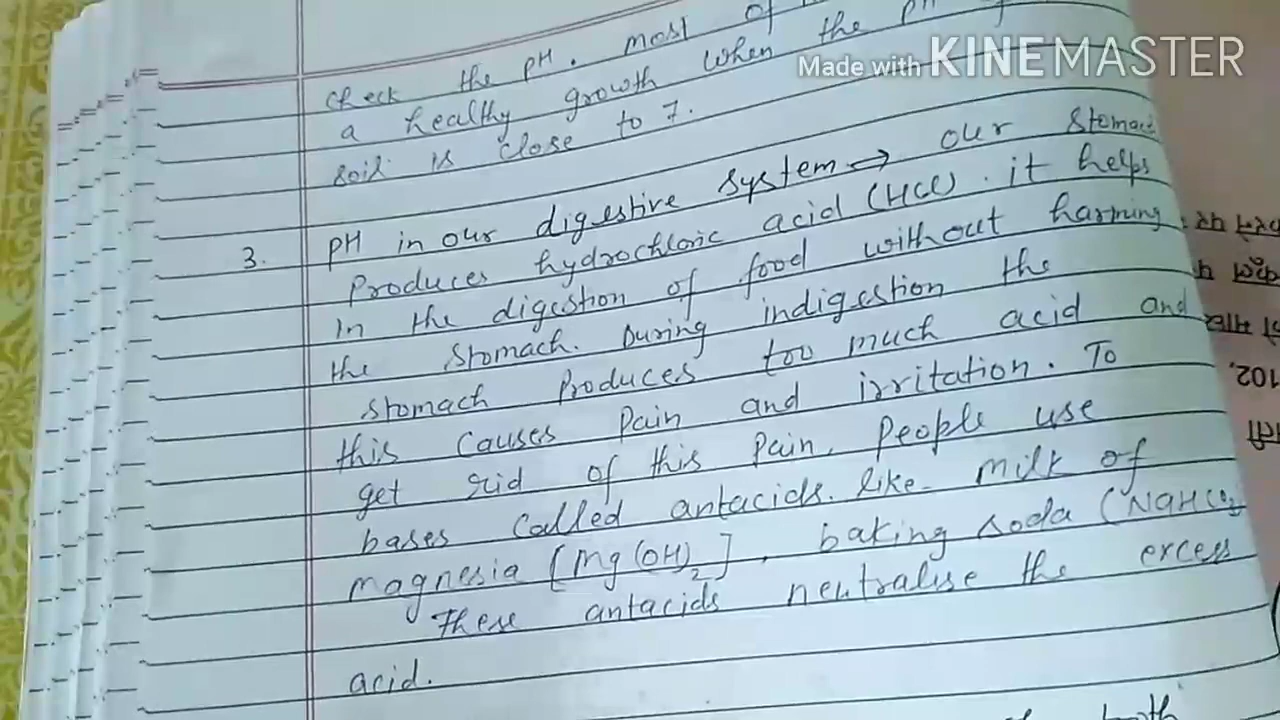 Made with KINEMASTER
check the pH. most of
a healthy growth when the pH
soil is close to 7.
3. pH in our digestive system → our stomach
produces hydrochloric acid (HCl). it helps
in the digestion of food without harming
the stomach. During indigestion the
stomach produces too much acid and
this causes pain and irritation. To
get rid of this pain, people use
bases called antacids. like - milk of
magnesia [Mg(OH)2], baking soda (NaHCO3
These antacids neutralise the excess
acid.
102.